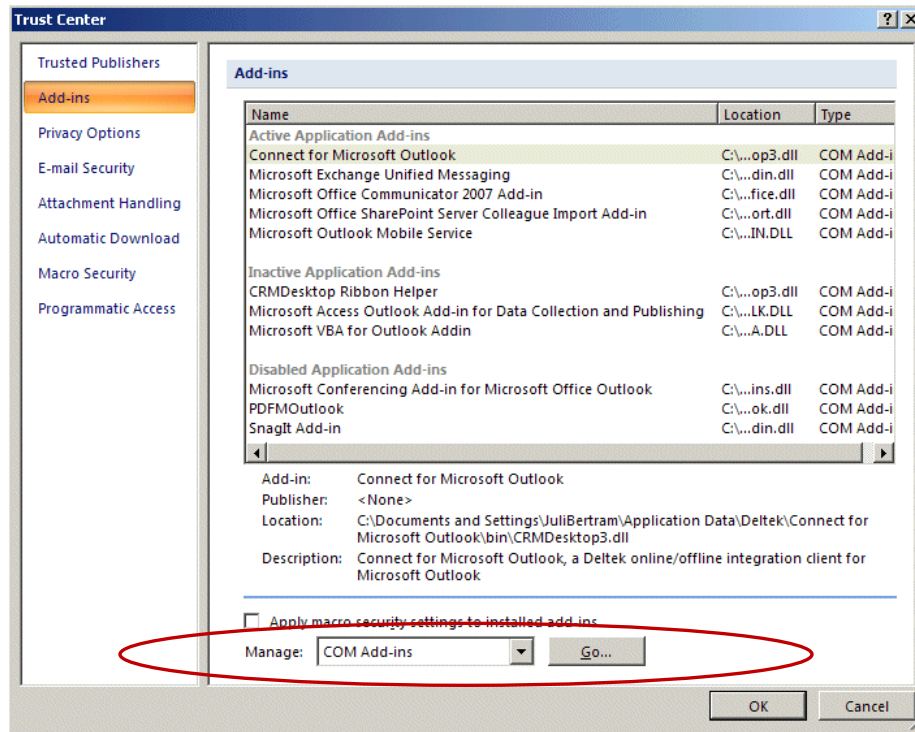 Trust Center
Trusted Publishers
Add-ins
Privacy Options
E-mail Security
Attachment Handling
Automatic Download
Macro Security
Programmatic Access
Add-ins
Name Location Type
Active Application Add-ins
Connect for Microsoft Outlook C:\...op3.dll COM Add-i
Microsoft Exchange Unified Messaging C:\...din.dll COM Add-i
Microsoft Office Communicator 2007 Add-in C:\...fice.dll COM Add-i
Microsoft Office SharePoint Server Colleague Import Add-in C:\...ort.dll COM Add-i
Microsoft Outlook Mobile Service C:\...IN.DLL COM Add-i
Inactive Application Add-ins
CRMDesktop Ribbon Helper C:\...op3.dll COM Add-i
Microsoft Access Outlook Add-in for Data Collection and Publishing C:\...LK.DLL COM Add-i
Microsoft VBA for Outlook Addin C:\...A.DLL COM Add-i
Disabled Application Add-ins
Microsoft Conferencing Add-in for Microsoft Office Outlook C:\...ins.dll COM Add-i
PDFMOutlook C:\...ok.dll COM Add-i
SnagIt Add-in C:\...din.dll COM Add-i
Add-in: Connect for Microsoft Outlook
Publisher: <None>
Location: C:\Documents and Settings\JuliBertram\Application Data\Deltek\Connect for
Microsoft Outlook\bin\CRMDesktop3.dll
Description: Connect for Microsoft Outlook, a Deltek online/offline integration client for
Microsoft Outlook
Apply macro security settings to installed add-ins
Manage: COM Add-ins Go...
OK Cancel